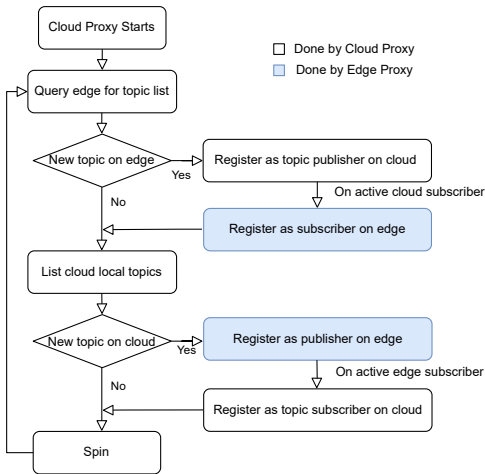 Cloud Proxy Starts
Done by Cloud Proxy
Done by Edge Proxy
Query edge for topic list
New topic on edge
Yes
Register as topic publisher on cloud
On active cloud subscriber
No
Register as subscriber on edge
List cloud local topics
New topic on cloud
Yes
Register as publisher on edge
On active edge subscriber
No
Register as topic subscriber on cloud
Spin